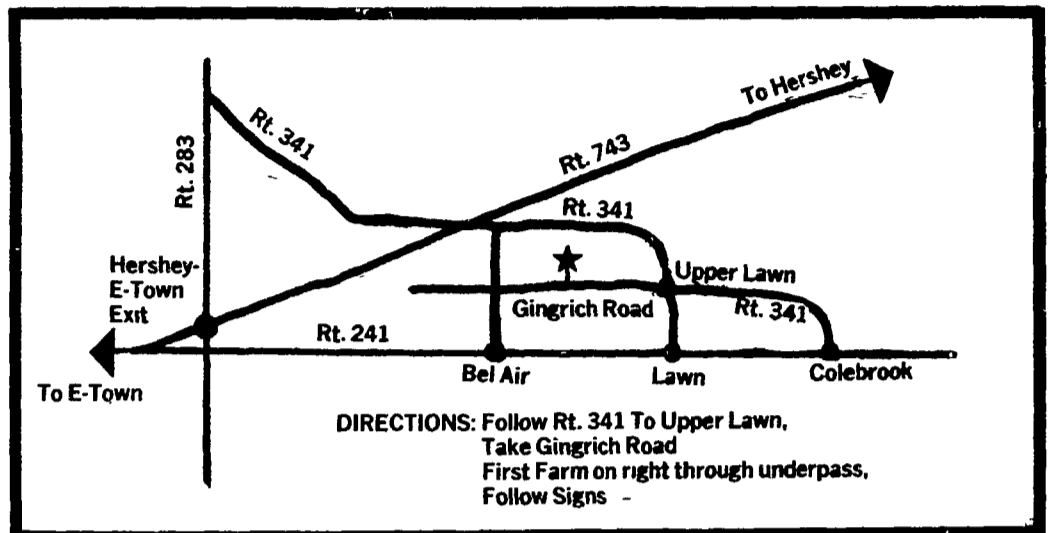 To Hershey
Rt. 341
Rt. 743
Rt. 283
Rt. 341
Hershey-
E-Town
Exit
Upper Lawn
Gingrich Road
Rt. 341
Rt. 241
To E-Town
Bel Air
Lawn
Colebrook
DIRECTIONS: Follow Rt. 341 To Upper Lawn,
Take Gingrich Road
First Farm on right through underpass,
Follow Signs